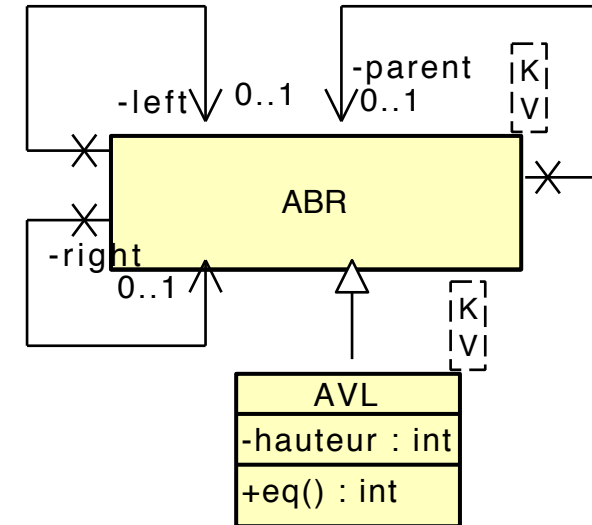 -parent
K
-left
0..1
0..1
V
ABR
-right
0..1
K
V
AVL
-hauteur : int
+eq() : int